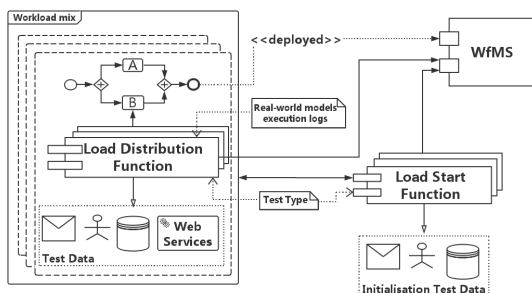 Workload mix
<<deployed>>
WfMS
A
B
Real-world models
execution logs
Load Distribution
Function
Load Start
Function
Test Type
Web
Services
Test Data
Initialisation Test Data